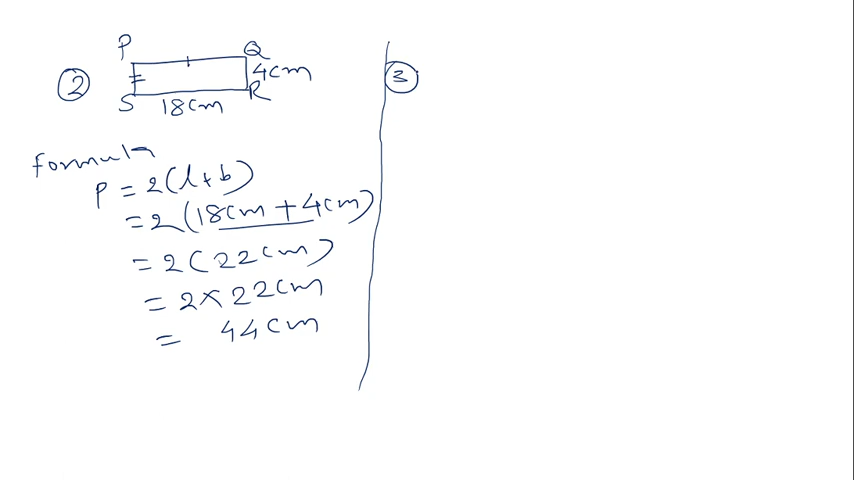 P Q
② 4cm
S R
18cm
formula
P = 2(l+b)
= 2(18cm + 4cm)
= 2(22cm)
= 2×22cm
= 44cm
③